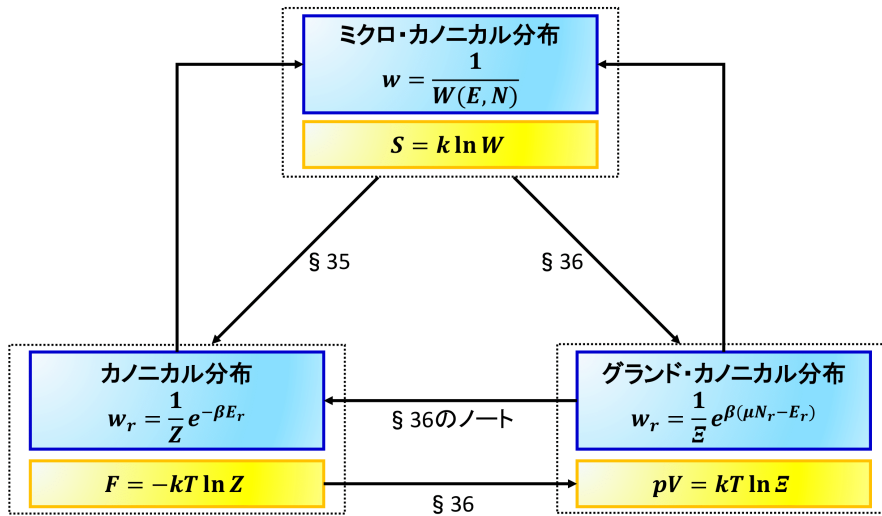 ミクロ・カノニカル分布
w = 1/W(E, N)
S = k ln W
§ 35
§ 36
カノニカル分布
w_r = 1/Z e^{-βE_r}
F = −kT ln Z
§ 36のノート
§ 36
グランド・カノニカル分布
w_r = 1/Ξ e^{β(μN_r−E_r)}
pV = kT ln Ξ